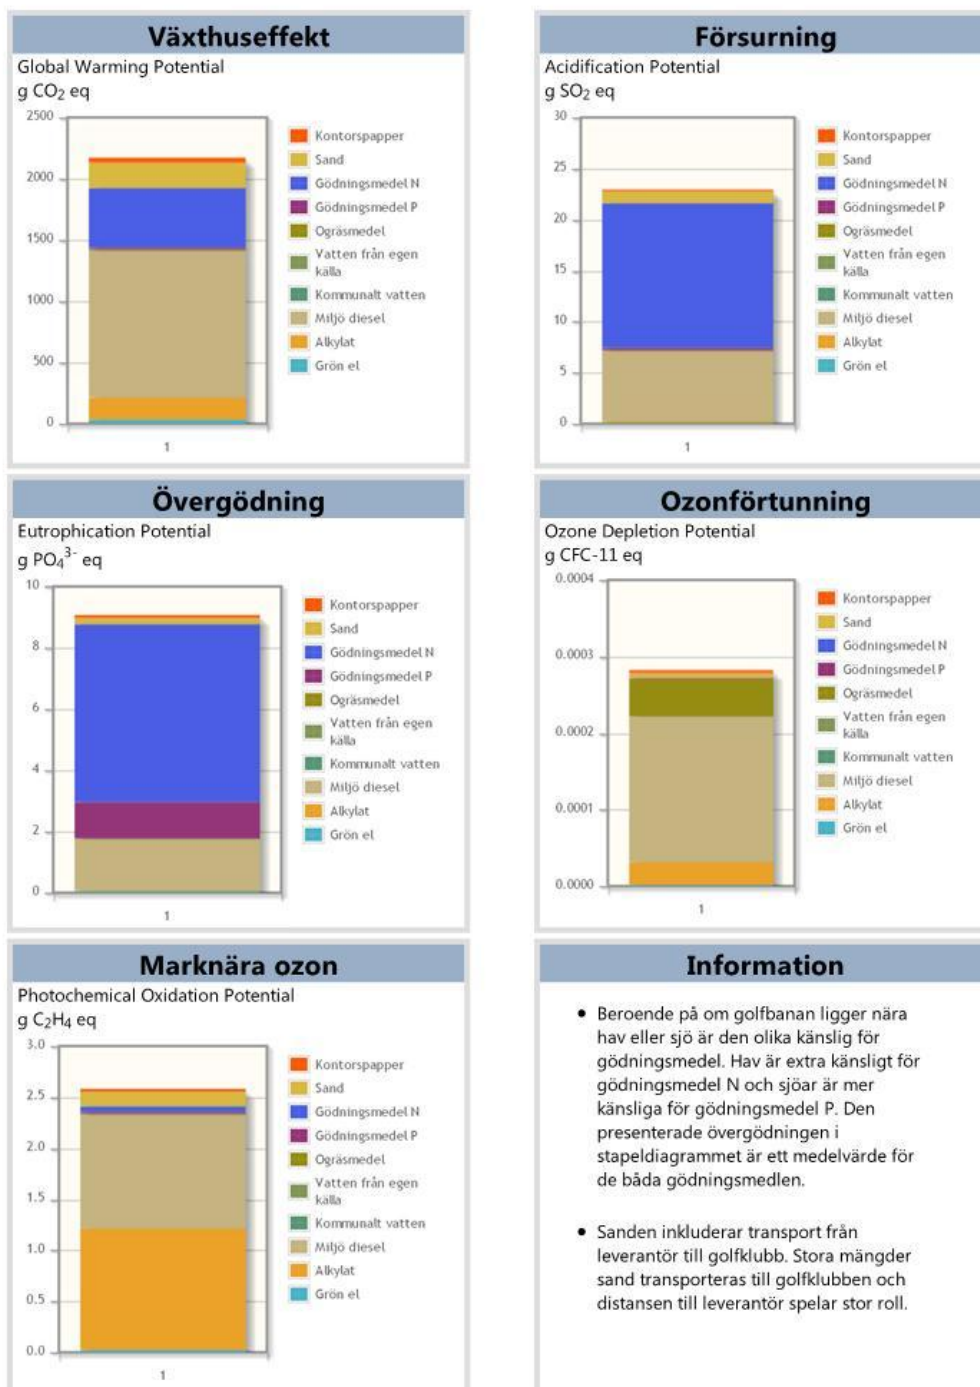 Växthuseffekt
Global Warming Potential
g CO₂ eq
2500
2000
1500
1000
500
0
1
Kontorspapper
Sand
Gödningsmedel N
Gödningsmedel P
Ogräsmedel
Vatten från egen
källa
Kommunalt vatten
Miljö diesel
Alkylat
Grön el
Försurning
Acidification Potential
g SO₂ eq
30
25
20
15
10
5
0
1
Kontorspapper
Sand
Gödningsmedel N
Gödningsmedel P
Ogräsmedel
Vatten från egen
källa
Kommunalt vatten
Miljö diesel
Alkylat
Grön el
Övergödning
Eutrophication Potential
g PO₄³⁻ eq
10
8
6
4
2
0
1
Kontorspapper
Sand
Gödningsmedel N
Gödningsmedel P
Ogräsmedel
Vatten från egen
källa
Kommunalt vatten
Miljö diesel
Alkylat
Grön el
Ozonförtunning
Ozone Depletion Potential
g CFC-11 eq
0.0004
0.0003
0.0002
0.0001
0.0000
1
Kontorspapper
Sand
Gödningsmedel N
Gödningsmedel P
Ogräsmedel
Vatten från egen
källa
Kommunalt vatten
Miljö diesel
Alkylat
Grön el
Marknära ozon
Photochemical Oxidation Potential
g C₂H₄ eq
3.0
2.5
2.0
1.5
1.0
0.5
0.0
1
Kontorspapper
Sand
Gödningsmedel N
Gödningsmedel P
Ogräsmedel
Vatten från egen
källa
Kommunalt vatten
Miljö diesel
Alkylat
Grön el
Information
• Beroende på om golfbanan ligger nära
hav eller sjö är den olika känslig för
gödningsmedel. Hav är extra känsligt för
gödningsmedel N och sjöar är mer
känsliga för gödningsmedel P. Den
presenterade övergödningen i
stapeldiagrammet är ett medelvärde för
de båda gödningsmedlen.
• Sanden inkluderar transport från
leverantör till golfklubb. Stora mängder
sand transporteras till golfklubben och
distansen till leverantör spelar stor roll.